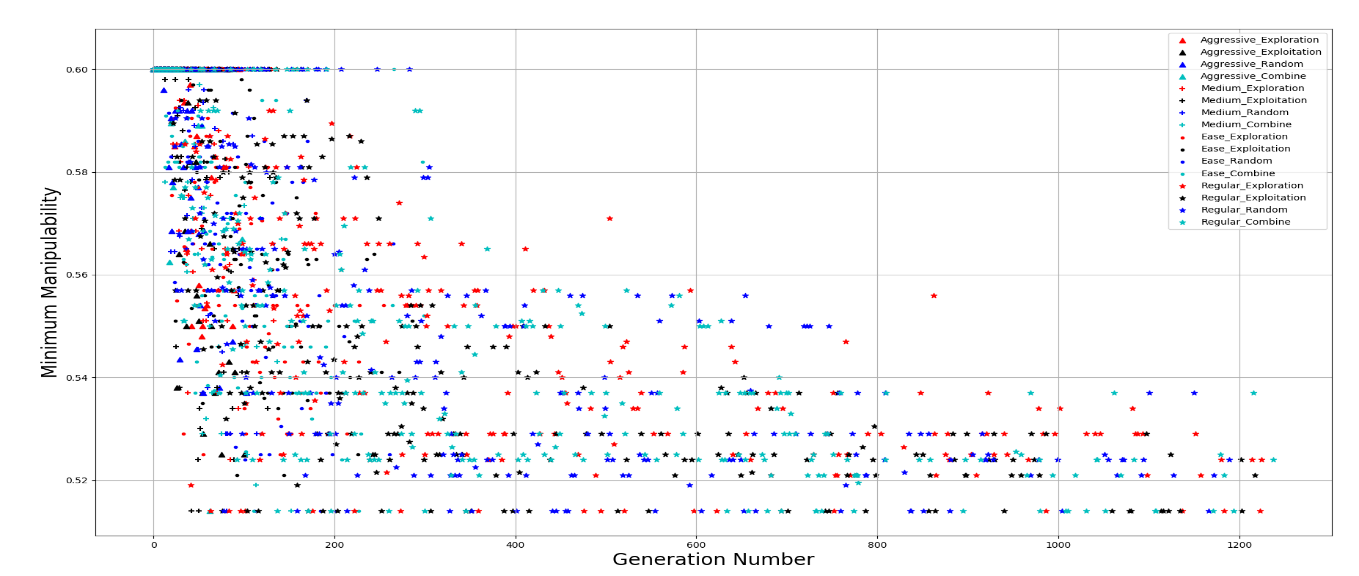 Aggressive_Exploration
Aggressive_Exploitation
Aggressive_Random
Aggressive_Combine
Medium_Exploration
Medium_Exploitation
Medium_Random
Medium_Combine
Ease_Exploration
Ease_Exploitation
Ease_Random
Ease_Combine
Regular_Exploration
Regular_Exploitation
Regular_Random
Regular_Combine
0.60
0.58
0.56
0.54
0.52
Minimum Manipulability
0 200 400 600 800 1000 1200
Generation Number